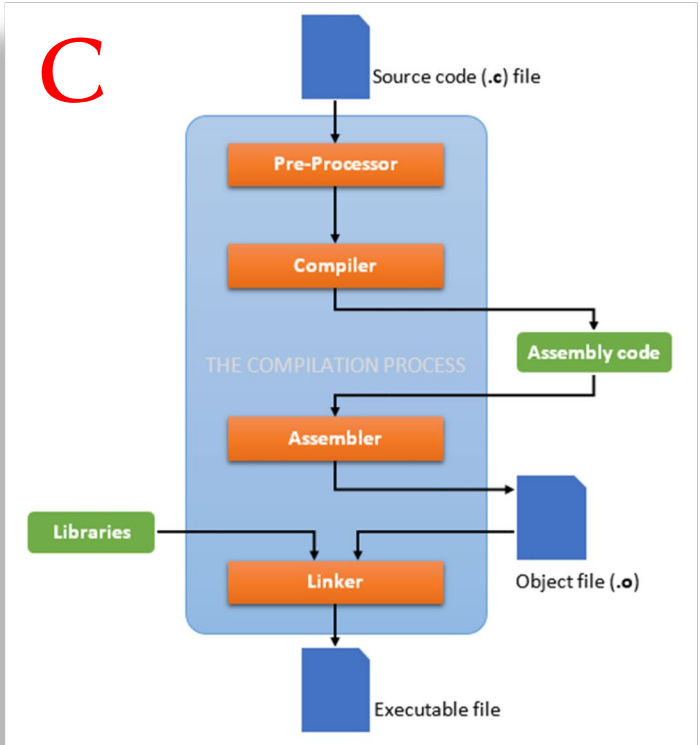 C
Source code (.c) file
Pre-Processor
Compiler
Assembly code
THE COMPILATION PROCESS
Assembler
Libraries
Linker
Object file (.o)
Executable file